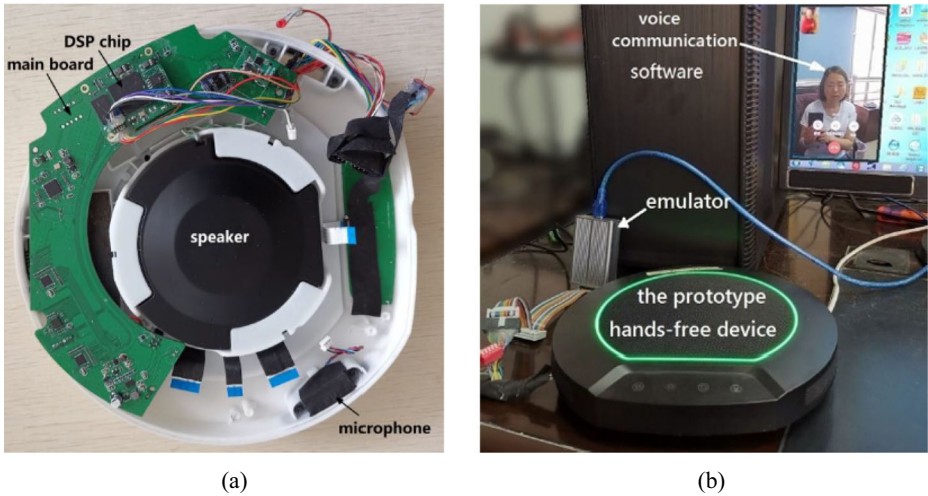 DSP chip
main board
speaker
microphone
voice
communication
software
emulator
the prototype
hands-free device
(a)
(b)